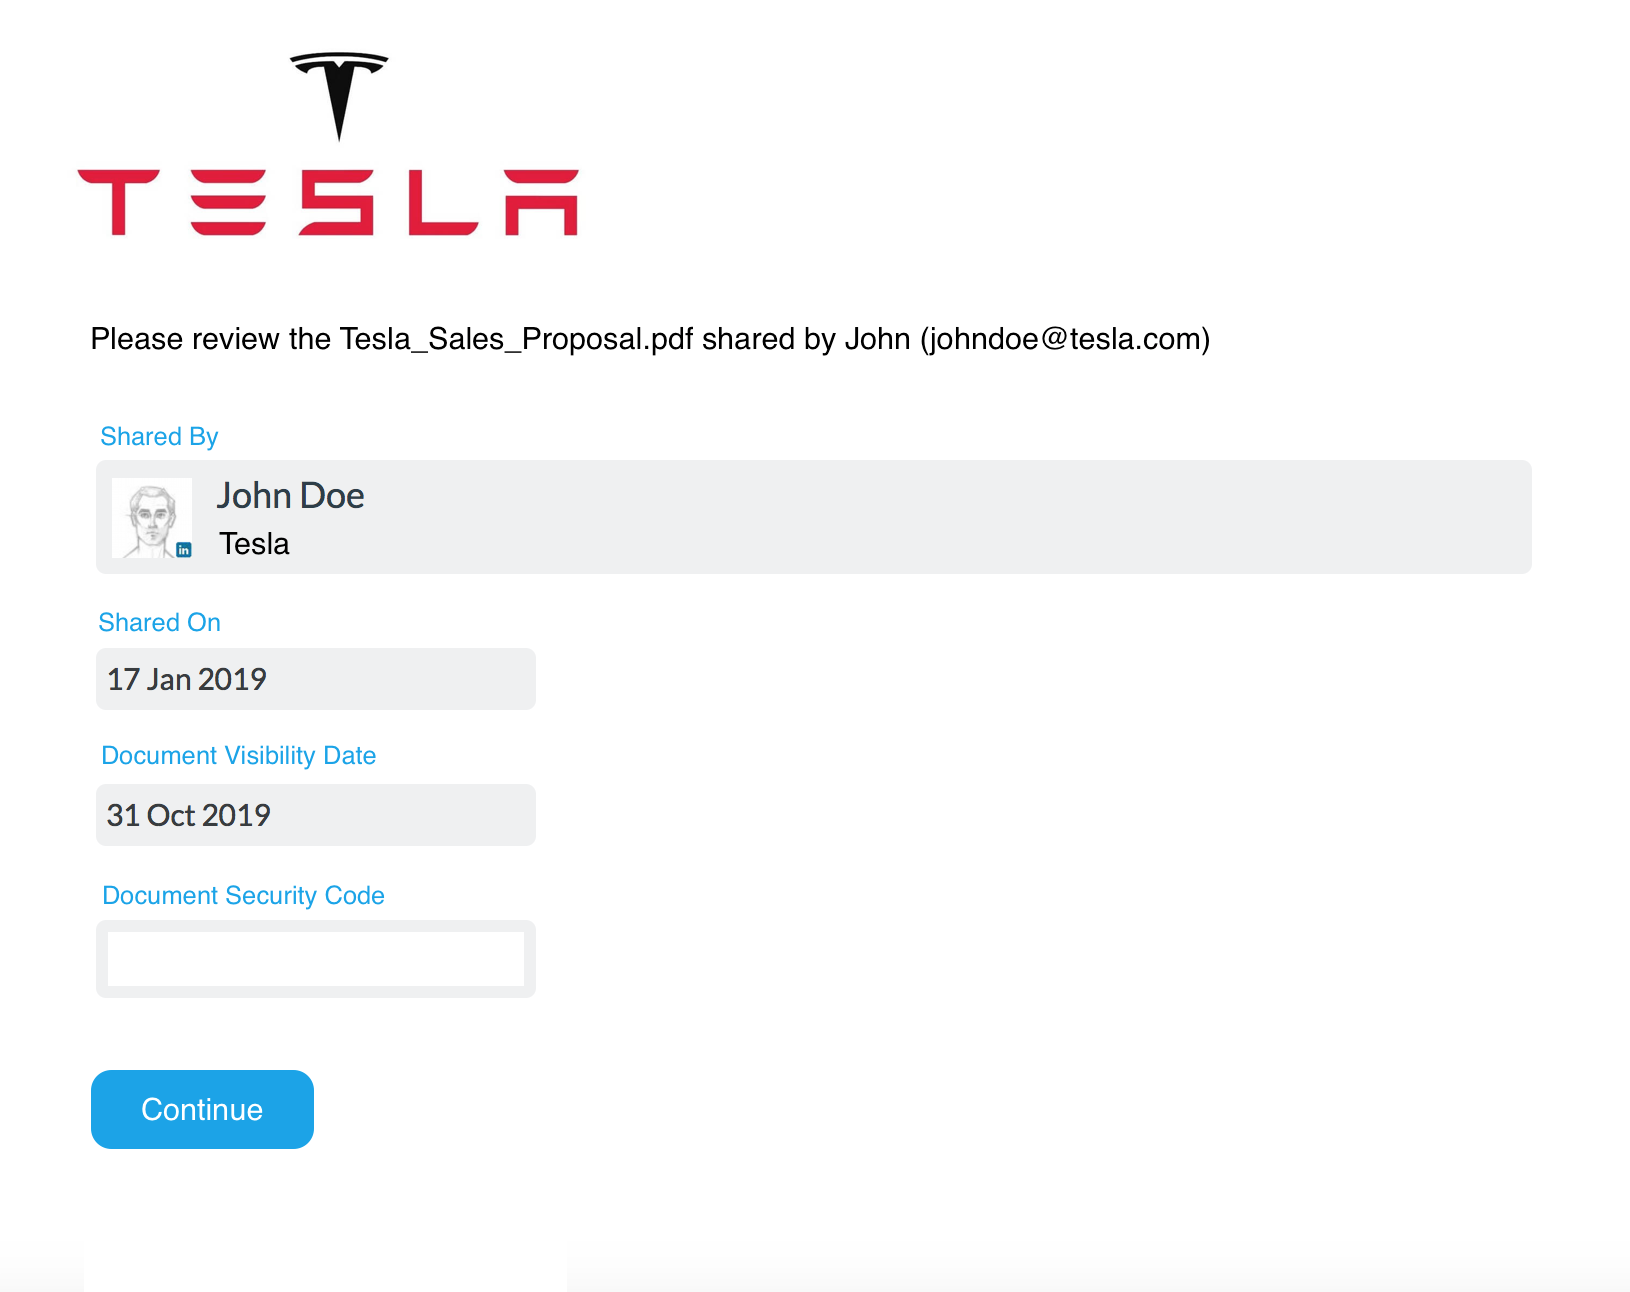 TESLA
Please review the Tesla_Sales_Proposal.pdf shared by John (johndoe@tesla.com)
Shared By
John Doe
in
Tesla
Shared On
17 Jan 2019
Document Visibility Date
31 Oct 2019
Document Security Code
Continue